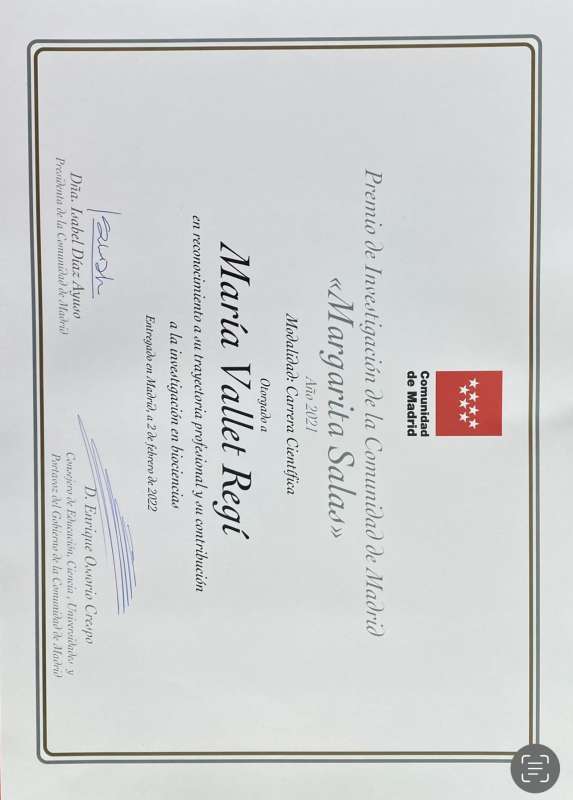 Comunidad
de Madrid
Premio de Investigación de la Comunidad de Madrid
«Margarita Salas»
Año 2021
Modalidad: Carrera Científica
Otorgado a
María Vallet Regí
en reconocimiento a su trayectoria profesional y su contribución
a la investigación en biociencias
Entregado en Madrid, a 2 de febrero de 2022
Dña. Isabel Díaz Ayuso
Presidenta de la Comunidad de Madrid
D. Enrique Ossorio Crespo
Consejero de Educación, Ciencia, Universidades y
Portavoz del Gobierno de la Comunidad de Madrid